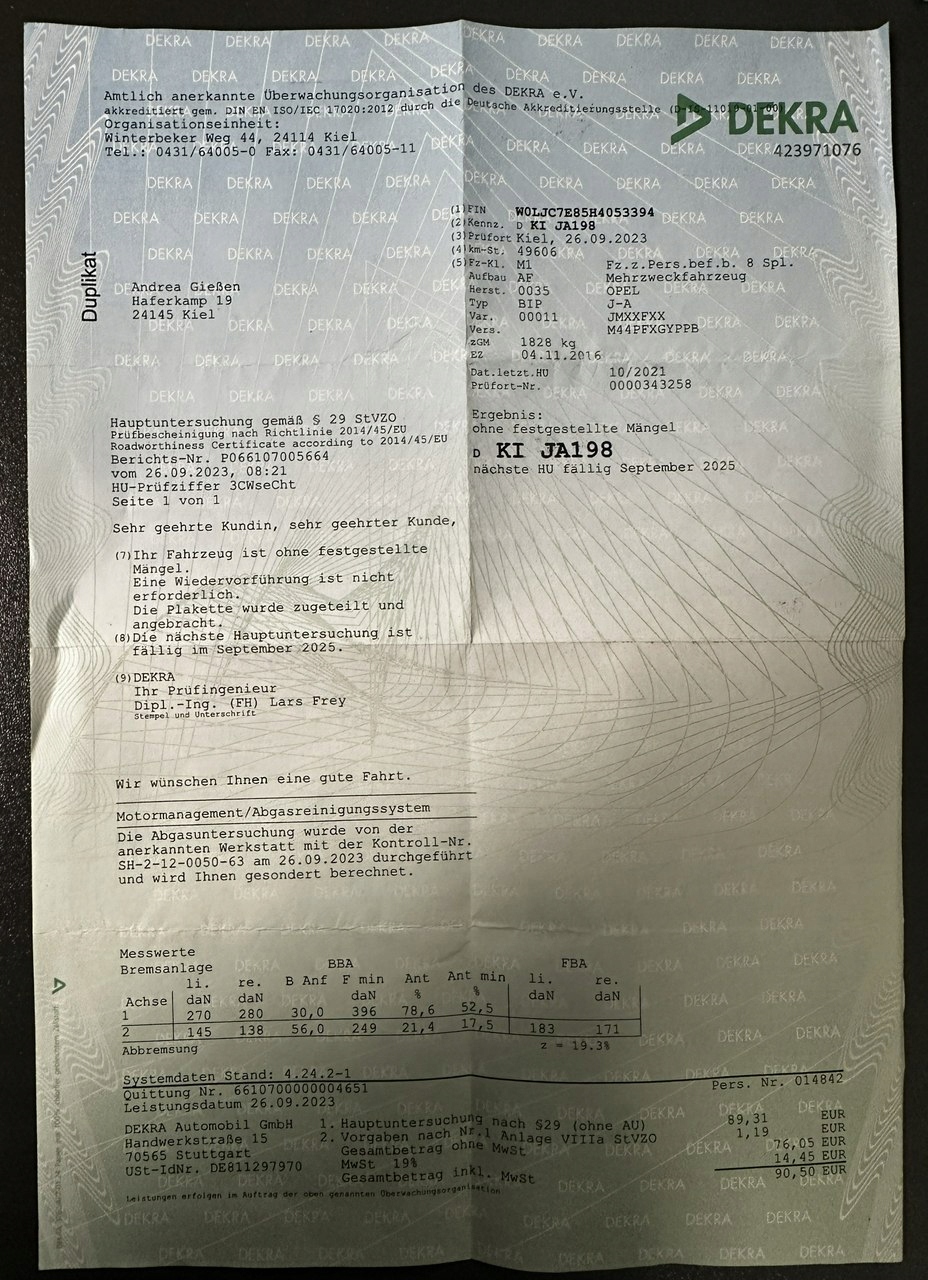 Amtlich anerkannte Überwachungsorganisation des DEKRA e.V.
akkreditiert gem. DIN EN ISO/IEC 17020:2012 durch die Deutsche Akkreditierungsstelle
Organisationseinheit:
Winterbeker Weg 44, 24114 Kiel
Tel.: 0431/64005-0 Fax: 0431/64005-11
DEKRA
423971076
Duplikat
Andrea Gießen
Haferkamp 19
24145 Kiel
(1) FIN W0LJC7E85H4053394
(2) Kennz. D KI JA198
(3) Prüfort Kiel, 26.09.2023
(4) km-St. 49606
(5) Fz-Kl. M1 Fz.z.Pers.bef.b. 8 Spl.
Aufbau AF Mehrzweckfahrzeug
Herst. 0035 OPEL
Typ BIP J-A
Var. 00011 JMXXFXX
Vers. M44PFXGYPPB
zGM 1828 kg
EZ 04.11.2016
Dat.letzt.HU 10/2021
Prüfort-Nr. 0000343258
Hauptuntersuchung gemäß § 29 StVZO
Prüfbescheinigung nach Richtlinie 2014/45/EU
Roadworthiness Certificate according to 2014/45/EU
Berichts-Nr. P066107005664
vom 26.09.2023, 08:21
HU-Prüfziffer 3CWseCht
Seite 1 von 1
Ergebnis:
ohne festgestellte Mängel
D KI JA198
nächste HU fällig September 2025
Sehr geehrte Kundin, sehr geehrter Kunde,
(7) Ihr Fahrzeug ist ohne festgestellte
Mängel.
Eine Wiedervorführung ist nicht
erforderlich.
Die Plakette wurde zugeteilt und
angebracht.
(8) Die nächste Hauptuntersuchung ist
fällig im September 2025.
(9) DEKRA
Ihr Prüfingenieur
Dipl.-Ing. (FH) Lars Frey
Stempel und Unterschrift
Wir wünschen Ihnen eine gute Fahrt.
Motormanagement/Abgasreinigungssystem
Die Abgasuntersuchung wurde von der
anerkannten Werkstatt mit der Kontroll-Nr.
SH-2-12-0050-63 am 26.09.2023 durchgeführt
und wird Ihnen gesondert berechnet.
Messwerte
Bremsanlage BBA FBA
li. re. B Anf F min Ant Ant min li. re.
Achse daN daN daN % % daN daN
1 270 280 30,0 396 78,6 52,5
2 145 138 56,0 249 21,4 17,5 183 171
Abbremsung z = 19.3%
Systemdaten Stand: 4.24.2-1
Quittung Nr. 6610700000004651 Pers. Nr. 014842
Leistungsdatum 26.09.2023
DEKRA Automobil GmbH 1. Hauptuntersuchung nach §29 (ohne AU) 89,31 EUR
Handwerkstraße 15 2. Vorgaben nach Nr.1 Anlage VIIIa StVZO 1,19 EUR
70565 Stuttgart Gesamtbetrag ohne MwSt 76,05 EUR
USt-IdNr. DE811297970 MwSt 19% 14,45 EUR
Gesamtbetrag inkl. MwSt 90,50 EUR
Leistungen erfolgen im Auftrag der oben genannten Überwachungsorganisation